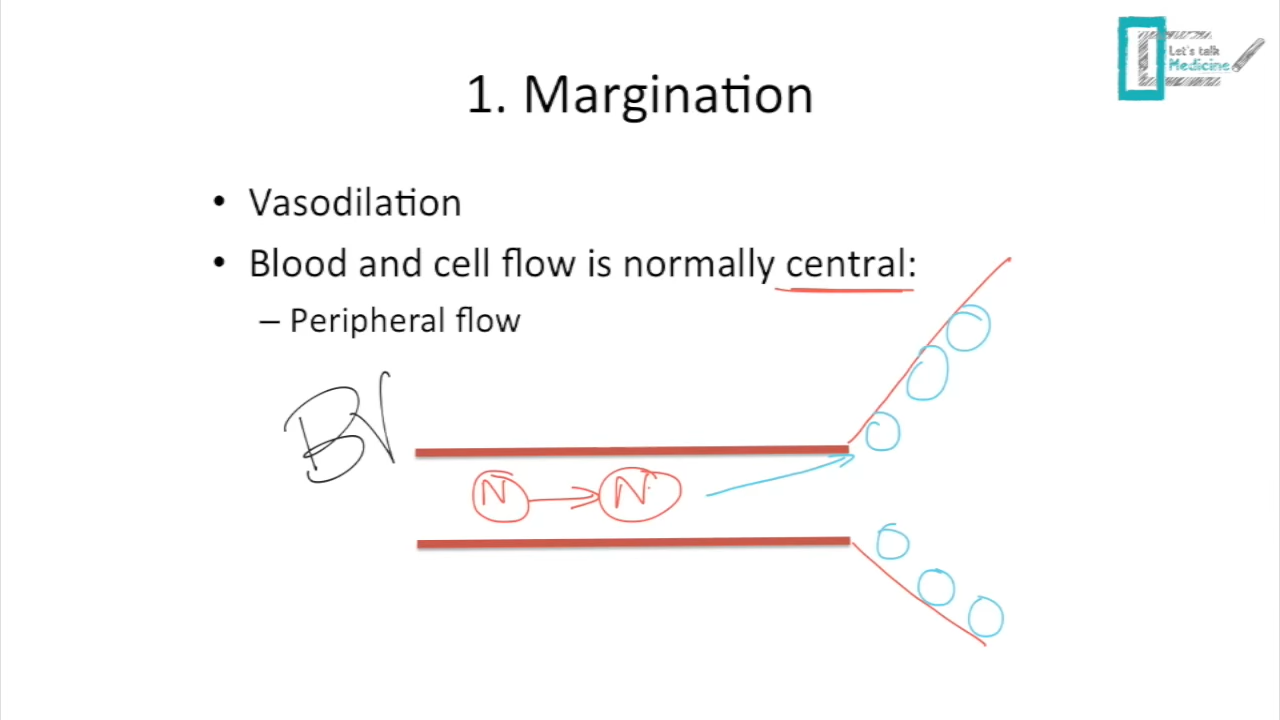 Let's talk
Medicine
1. Margination
• Vasodilation
• Blood and cell flow is normally central:
– Peripheral flow
BV
N N